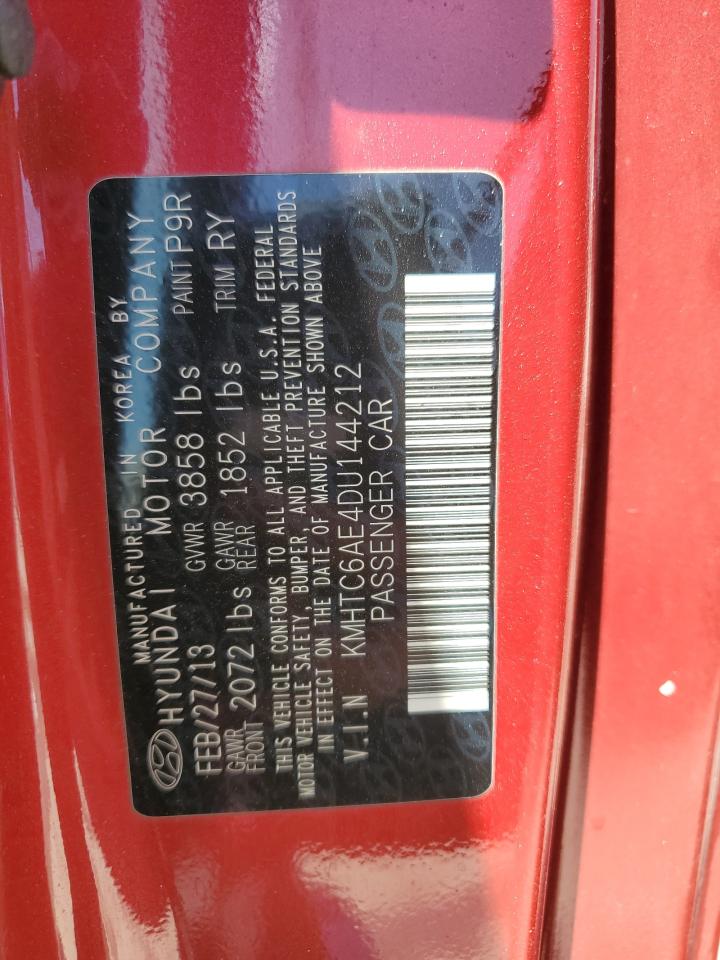 MANUFACTURED IN KOREA BY
HYUNDAI MOTOR COMPANY
FEB/27/13 GVWR 3858 lbs PAINT P9R
GAWR FRONT 2072 lbs GAWR REAR 1852 lbs TRIM RY
THIS VEHICLE CONFORMS TO ALL APPLICABLE U.S.A. FEDERAL
MOTOR VEHICLE SAFETY, BUMPER, AND THEFT PREVENTION STANDARDS
IN EFFECT ON THE DATE OF MANUFACTURE SHOWN ABOVE
V.I.N KMHTC6AE4DU144212
PASSENGER CAR